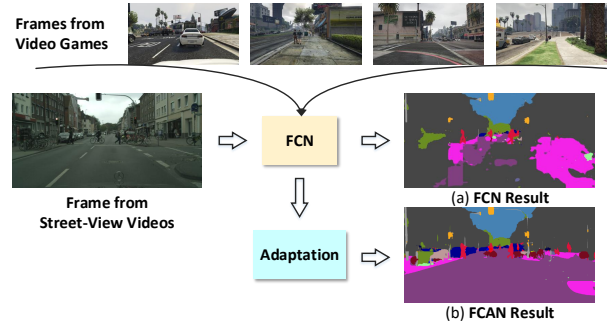 Frames from
Video Games
FCN
Frame from
Street-View Videos
(a) FCN Result
Adaptation
(b) FCAN Result